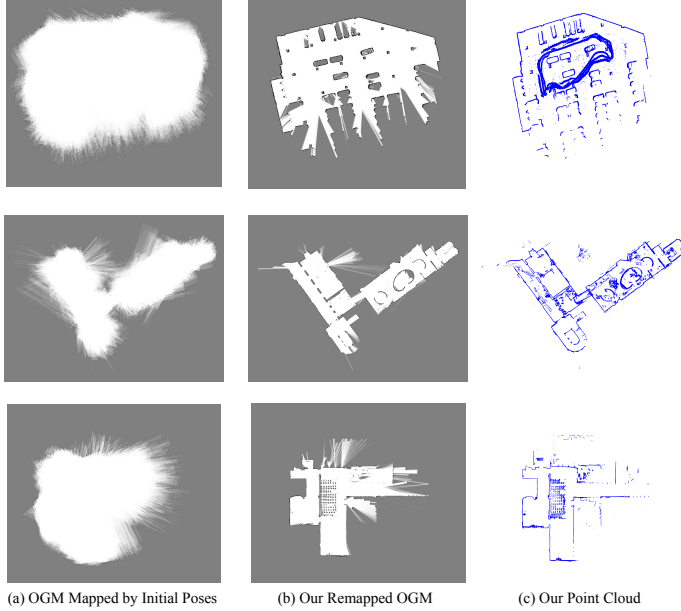 (a) OGM Mapped by Initial Poses
(b) Our Remapped OGM
(c) Our Point Cloud